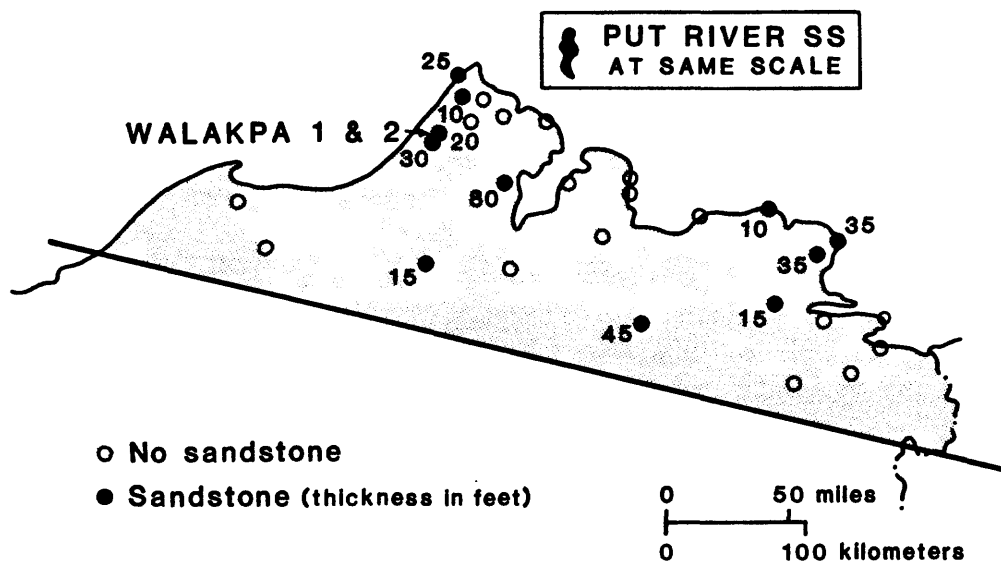 PUT RIVER SS
AT SAME SCALE
25
10
WALAKPA 1 & 2
20
30
80
10
35
35
15
15
45
No sandstone
Sandstone (thickness in feet)
0 50 miles
0 100 kilometers